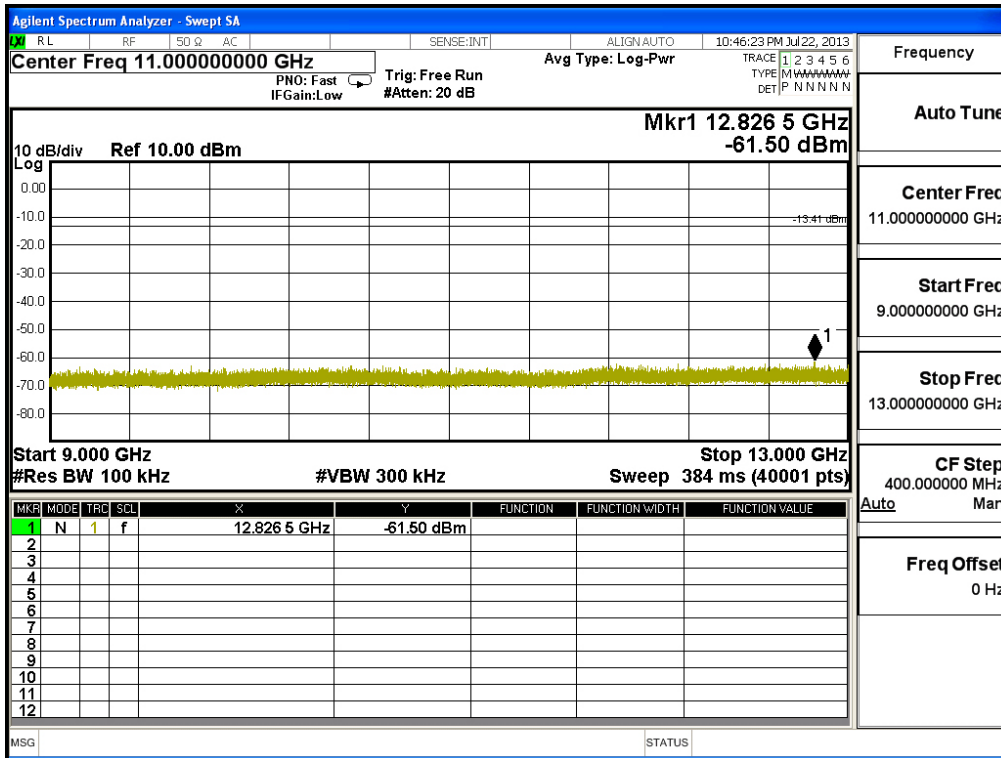 Agilent Spectrum Analyzer - Swept SA
LXI RL RF 50 Ω AC SENSE:INT ALIGN AUTO 10:46:23 PM Jul 22, 2013
Center Freq 11.000000000 GHz
Avg Type: Log-Pwr
TRACE 1 2 3 4 5 6
PNO: Fast Trig: Free Run
TYPE M
IFGain:Low #Atten: 20 dB
DET P N N N N N
Mkr1 12.826 5 GHz
10 dB/div Ref 10.00 dBm -61.50 dBm
Log
0.00
-10.0
-13.41 dBm
-20.0
-30.0
-40.0
-50.0
1
-60.0
-70.0
-80.0
Start 9.000 GHz Stop 13.000 GHz
#Res BW 100 kHz #VBW 300 kHz Sweep 384 ms (40001 pts)
MKR MODE TRC SCL X Y FUNCTION FUNCTION WIDTH FUNCTION VALUE
1 N 1 f 12.826 5 GHz -61.50 dBm
2
3
4
5
6
7
8
9
10
11
12
MSG STATUS
Frequency
Auto Tune
Center Freq
11.000000000 GHz
Start Freq
9.000000000 GHz
Stop Freq
13.000000000 GHz
CF Step
400.000000 MHz
Auto Man
Freq Offset
0 Hz